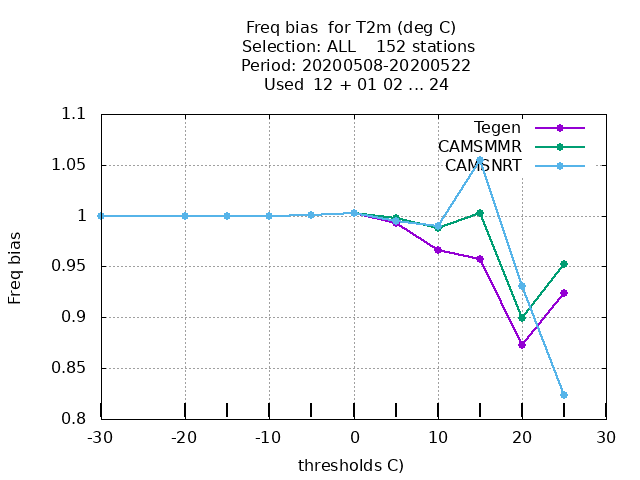 Freq bias  for T2m (deg C)
Selection: ALL    152 stations
Period: 20200508-20200522
Used  12 + 01 02 ... 24
Tegen
CAMSMMR
CAMSNRT
1.1
1.05
1
0.95
0.9
0.85
0.8
Freq bias
-30
-20
-10
0
10
20
30
thresholds C)